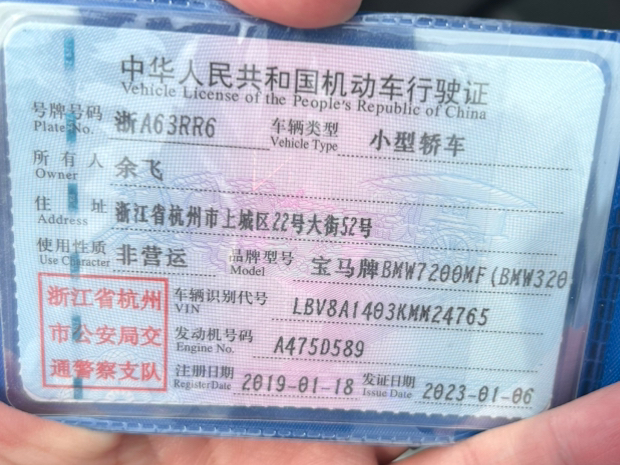 中华人民共和国机动车行驶证
Vehicle License of the People's Republic of China
号牌号码 浙A63RR6 车辆类型 小型轿车
Plate No. Vehicle Type
所有人 余飞
Owner
住址 浙江省杭州市上城区22号大街52号
Address
使用性质 非营运 品牌型号 宝马牌BMW7200MF(BMW320
Use Character Model
浙江省杭州
市公安局交
通警察支队
车辆识别代号 LBV8A1403KMM24765
VIN
发动机号码 A475D589
Engine No.
注册日期 2019-01-18 发证日期 2023-01-06
Register Date Issue Date